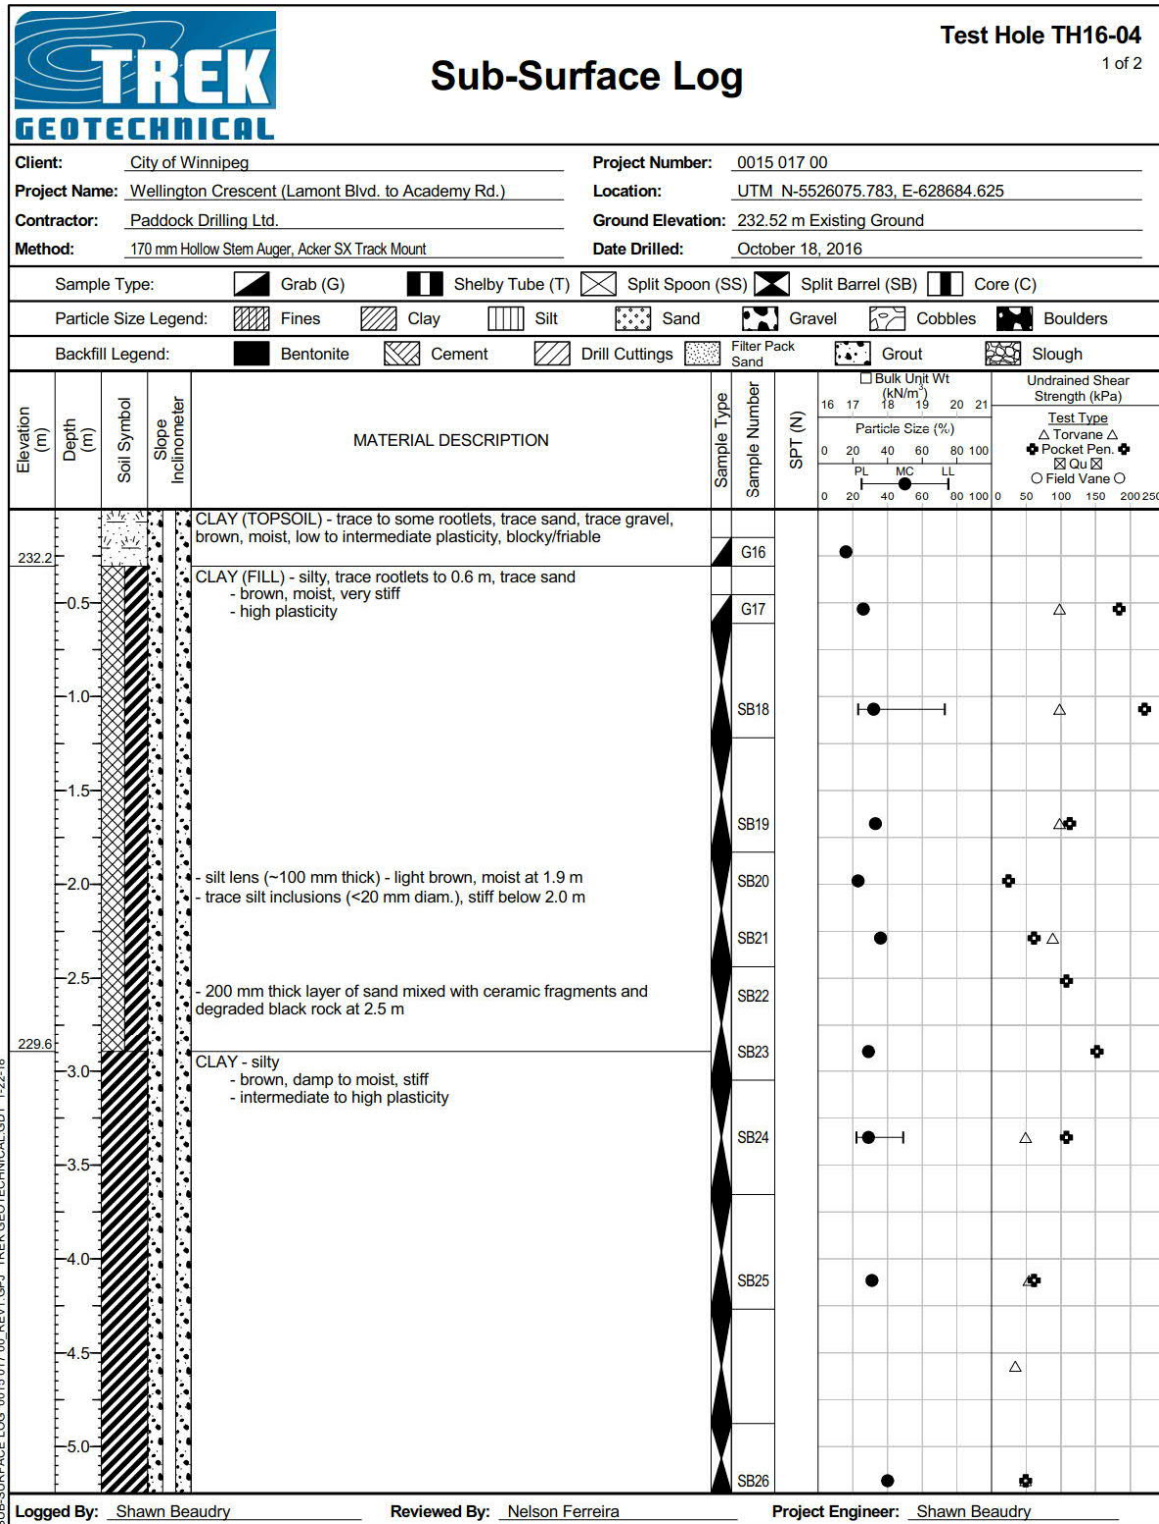 TREK
GEOTECHNICAL
Sub-Surface Log
Test Hole TH16-04
1 of 2
Client: City of Winnipeg
Project Number: 0015 017 00
Project Name: Wellington Crescent (Lamont Blvd. to Academy Rd.)
Location: UTM N-5526075.783, E-628684.625
Contractor: Paddock Drilling Ltd.
Ground Elevation: 232.52 m Existing Ground
Method: 170 mm Hollow Stem Auger, Acker SX Track Mount
Date Drilled: October 18, 2016
Sample Type: Grab (G) Shelby Tube (T) Split Spoon (SS) Split Barrel (SB) Core (C)
Particle Size Legend: Fines Clay Silt Sand Gravel Cobbles Boulders
Backfill Legend: Bentonite Cement Drill Cuttings Filter Pack Sand Grout Slough
Elevation (m)
Depth (m)
Soil Symbol
Slope Inclinometer
MATERIAL DESCRIPTION
Sample Type
Sample Number
SPT (N)
Bulk Unit Wt
(kN/m³)
16 17 18 19 20 21
Particle Size (%)
0 20 40 60 80 100
PL MC LL
0 20 40 60 80 100
Undrained Shear
Strength (kPa)
Test Type
△ Torvane △
Pocket Pen.
☒ Qu ☒
○ Field Vane ○
0 50 100 150 200 250
CLAY (TOPSOIL) - trace to some rootlets, trace sand, trace gravel,
brown, moist, low to intermediate plasticity, blocky/friable
G16
232.2
CLAY (FILL) - silty, trace rootlets to 0.6 m, trace sand
- brown, moist, very stiff
- high plasticity
0.5
G17
1.0
SB18
1.5
SB19
- silt lens (~100 mm thick) - light brown, moist at 1.9 m
- trace silt inclusions (<20 mm diam.), stiff below 2.0 m
2.0
SB20
SB21
2.5
- 200 mm thick layer of sand mixed with ceramic fragments and
degraded black rock at 2.5 m
SB22
229.6
SB23
CLAY - silty
- brown, damp to moist, stiff
- intermediate to high plasticity
3.0
SB24
3.5
4.0
SB25
4.5
5.0
SB26
SUB-SURFACE LOG 0015 017 00_REV1.GPJ TREK GEOTECHNICAL.GDT 1-22-18
Logged By: Shawn Beaudry
Reviewed By: Nelson Ferreira
Project Engineer: Shawn Beaudry